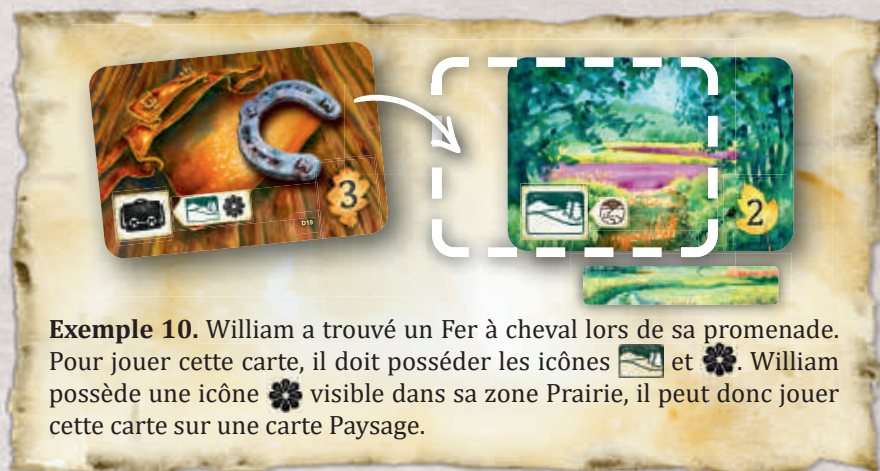 3
D19
2
Exemple 10. William a trouvé un Fer à cheval lors de sa promenade.
Pour jouer cette carte, il doit posséder les icônes et . William
possède une icône visible dans sa zone Prairie, il peut donc jouer
cette carte sur une carte Paysage.